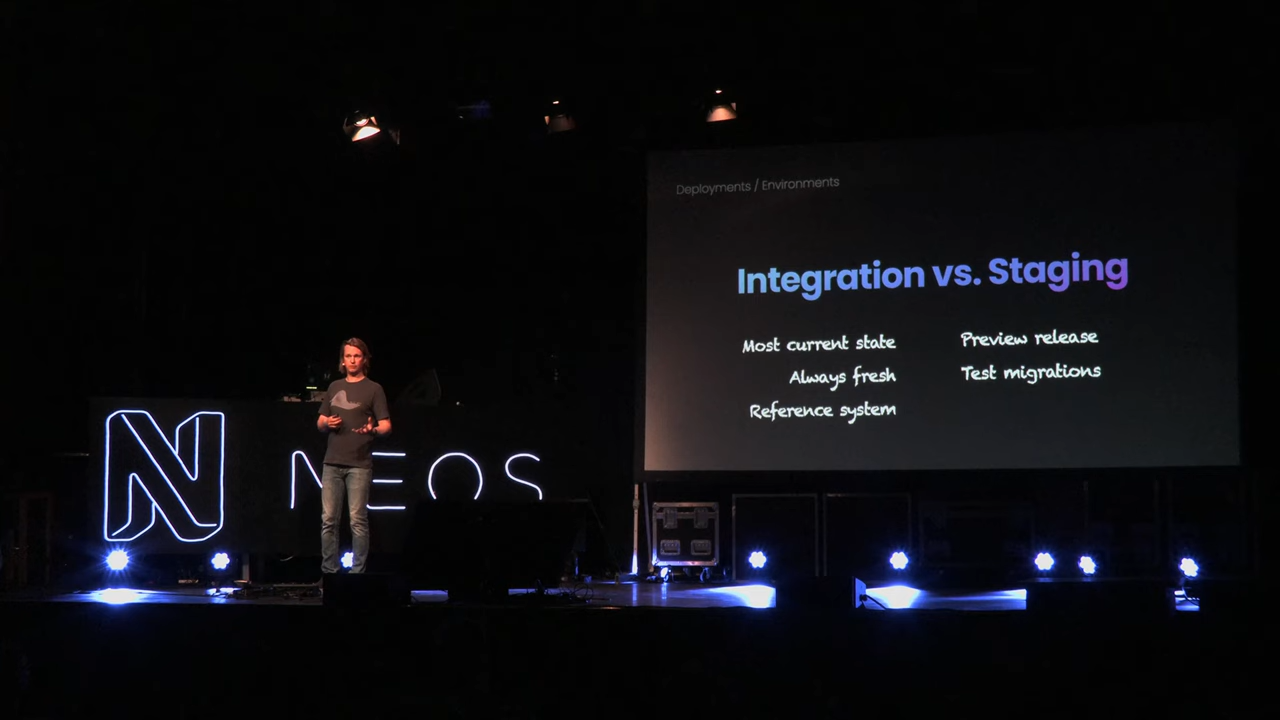 Deployments / Environments
Integration vs. Staging
Most current state
Always fresh
Reference system
Preview release
Test migrations
N NEOS